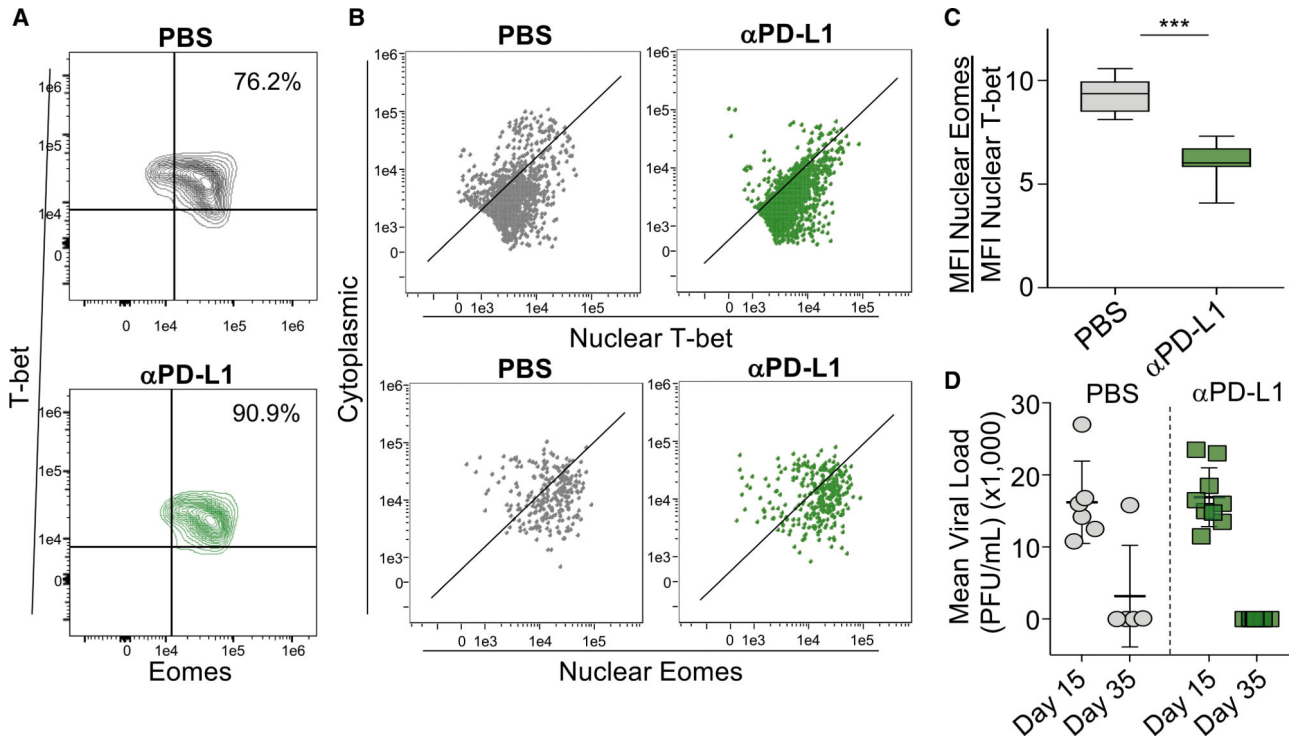 A
PBS
76.2%
1e6
1e5
1e4
0
0 1e4 1e5 1e6
αPD-L1
90.9%
1e6
1e5
1e4
0
0 1e4 1e5 1e6
T-bet
Eomes
B
PBS
αPD-L1
1e6
1e5
1e4
1e3
0
0 1e3 1e4 1e5
1e6
1e5
1e4
1e3
0
0 1e3 1e4 1e5
Nuclear T-bet
Cytoplasmic
PBS
αPD-L1
1e6
1e5
1e4
1e3
0
0 1e3 1e4 1e5
1e6
1e5
1e4
1e3
0
0 1e3 1e4 1e5
Nuclear Eomes
C
***
MFI Nuclear Eomes
MFI Nuclear T-bet
10
5
0
PBS
αPD-L1
D
PBS
αPD-L1
Mean Viral Load
(PFU/mL) (x1,000)
30
20
10
0
Day 15
Day 35
Day 15
Day 35